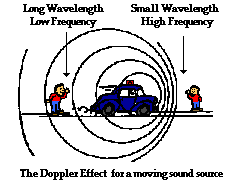 Long Wavelength
Low Frequency
Small Wavelength
High Frequency
The Doppler Effect for a moving sound source